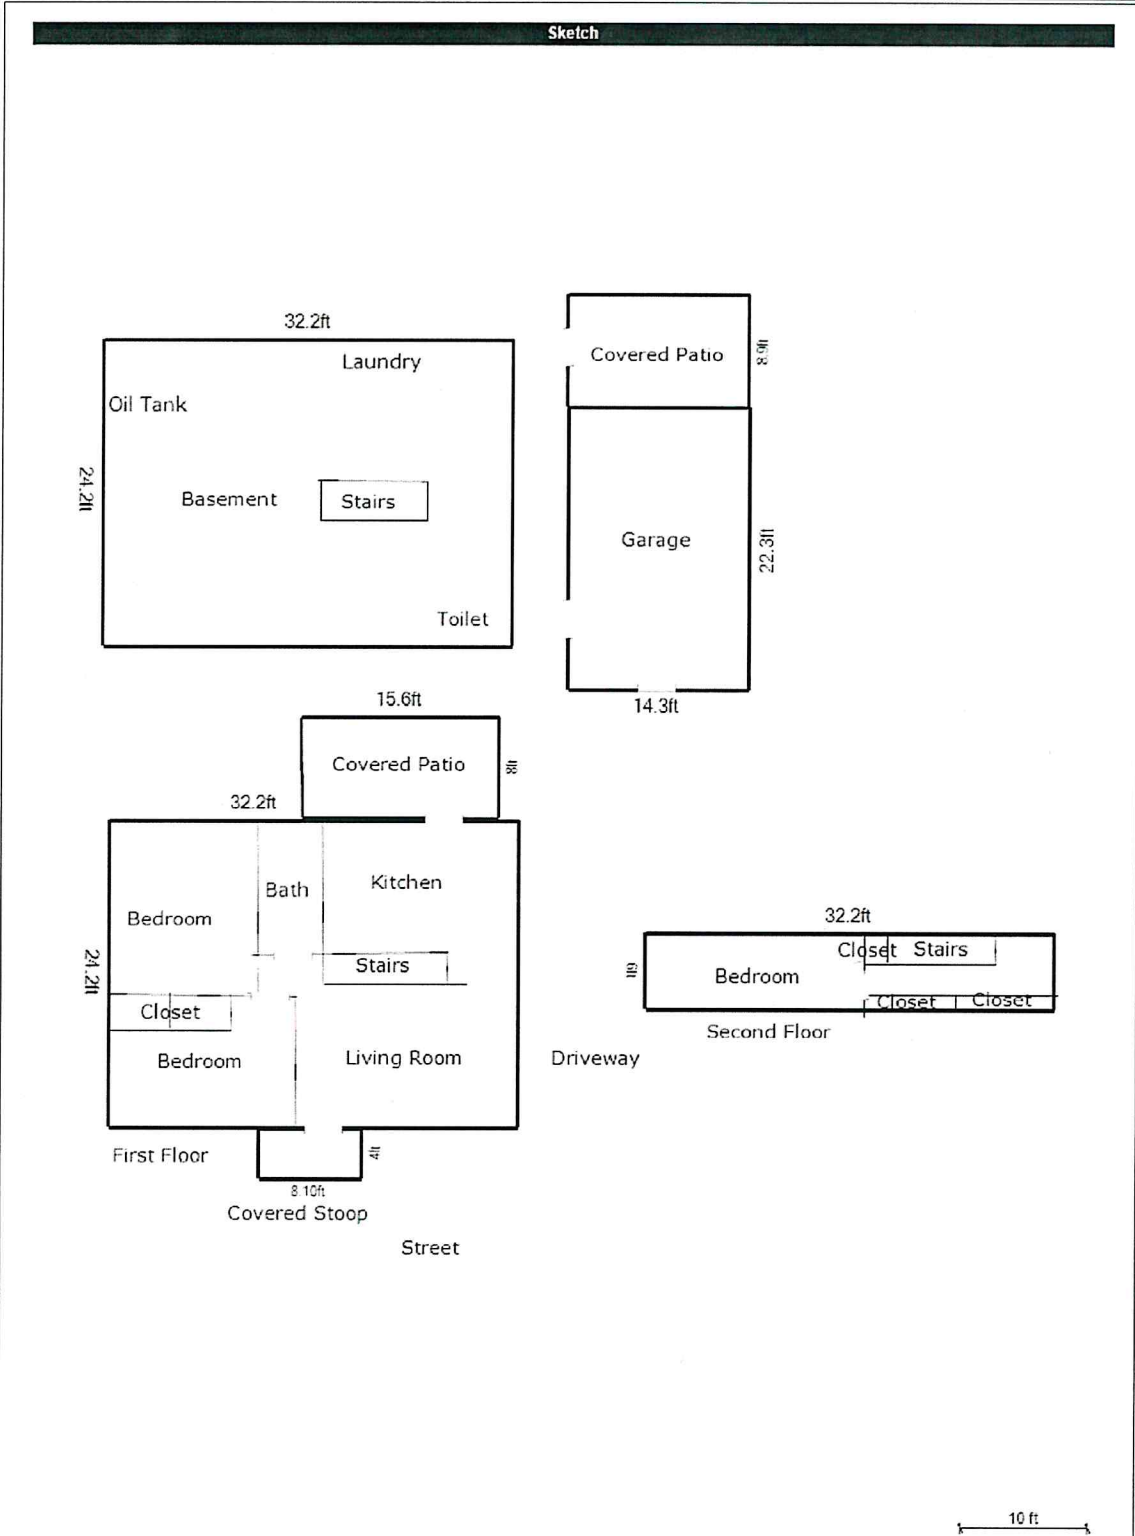 Sketch
32.2ft
Laundry
Oil Tank
24.2ft
Basement
Stairs
Toilet
Covered Patio
8.9ft
Garage
22.3ft
14.3ft
15.6ft
Covered Patio
8ft
32.2ft
Bath
Kitchen
Bedroom
24.2ft
Stairs
Closet
Bedroom
Living Room
First Floor
4ft
8.10ft
Covered Stoop
Street
Driveway
32.2ft
Closet
Stairs
6ft
Bedroom
Closet
Closet
Second Floor
10 ft